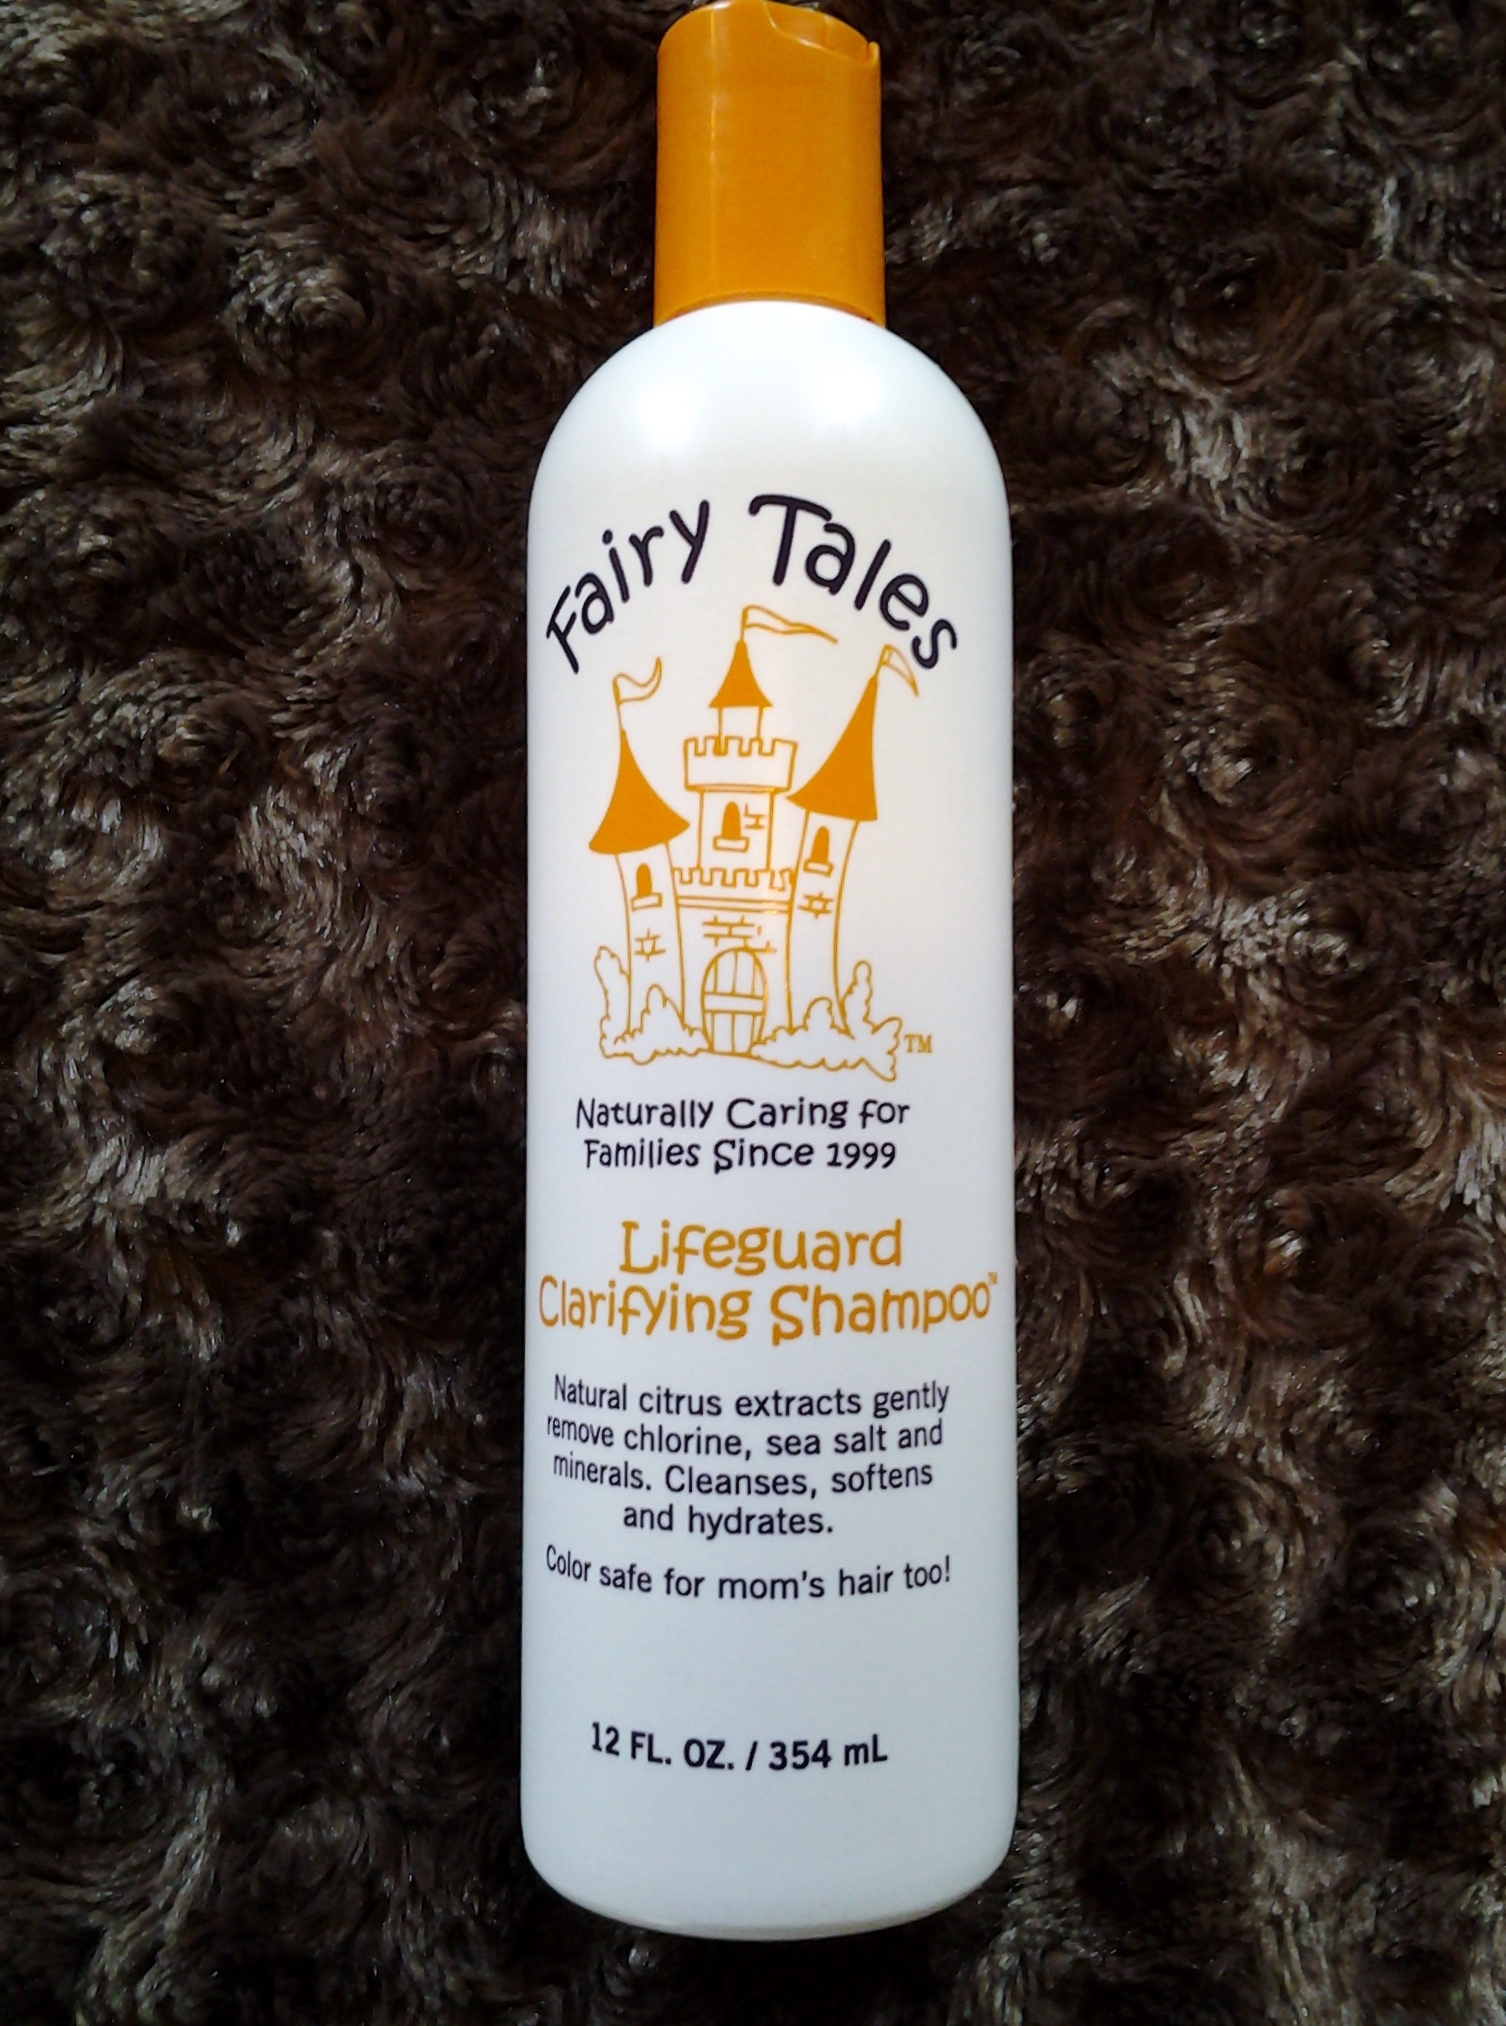 Fairy Tales
TM
Naturally Caring for
Families Since 1999
Lifeguard
Clarifying Shampoo™
Natural citrus extracts gently
remove chlorine, sea salt and
minerals. Cleanses, softens
and hydrates.
Color safe for mom's hair too!
12 FL. OZ. / 354 mL